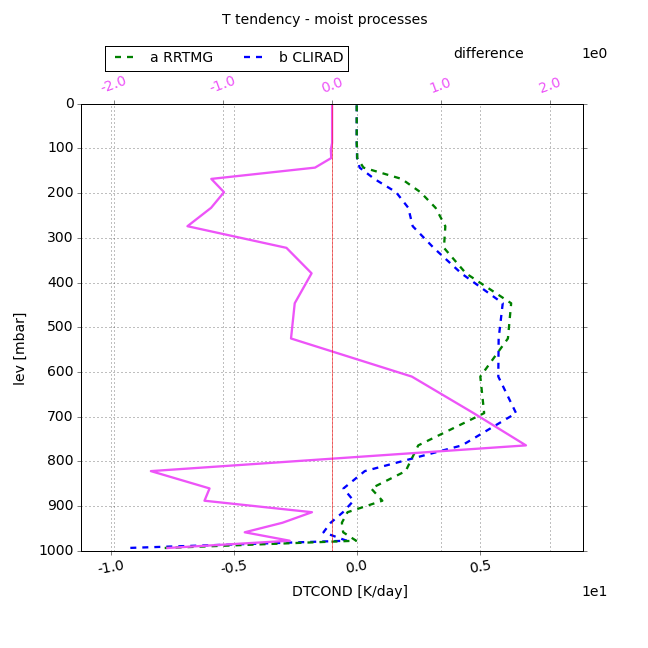 T tendency - moist processes
a RRTMG b CLIRAD
difference 1e0
-2.0 -1.0 0.0 1.0 2.0
0
100
200
300
400
500
600
700
800
900
1000
lev [mbar]
-1.0 -0.5 0.0 0.5
DTCOND [K/day] 1e1